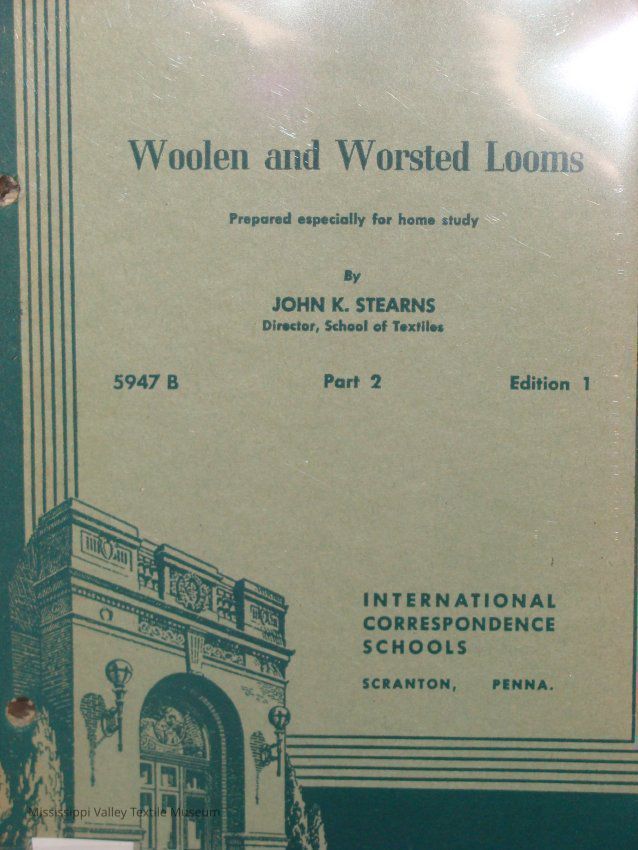 Woolen and Worsted Looms
Prepared especially for home study
By
JOHN K. STEARNS
Director, School of Textiles
5947 B Part 2 Edition 1
INTERNATIONAL
CORRESPONDENCE
SCHOOLS
SCRANTON, PENNA.
Mississippi Valley Textile Museum